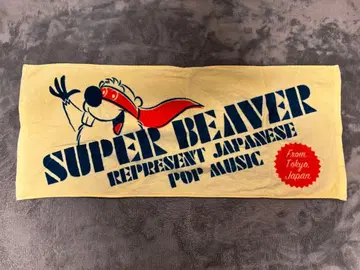 SUPER BEAVER
REPRESENT JAPANESE
POP MUSIC
From
Tokyo,
Japan